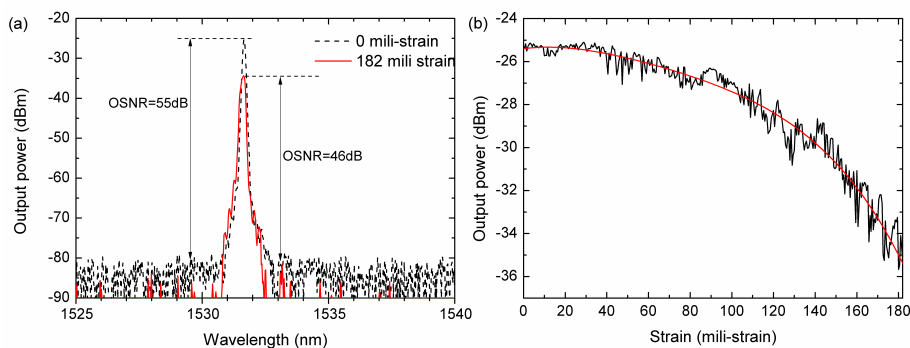 (a)
-20
-30
-40
-50
-60
-70
-80
-90
Output power (dBm)
0 mili-strain
182 mili strain
OSNR=55dB
OSNR=46dB
1525
1530
1535
1540
Wavelength (nm)
(b)
-24
-26
-28
-30
-32
-34
-36
Output power (dBm)
0
20
40
60
80
100
120
140
160
180
Strain (mili-strain)